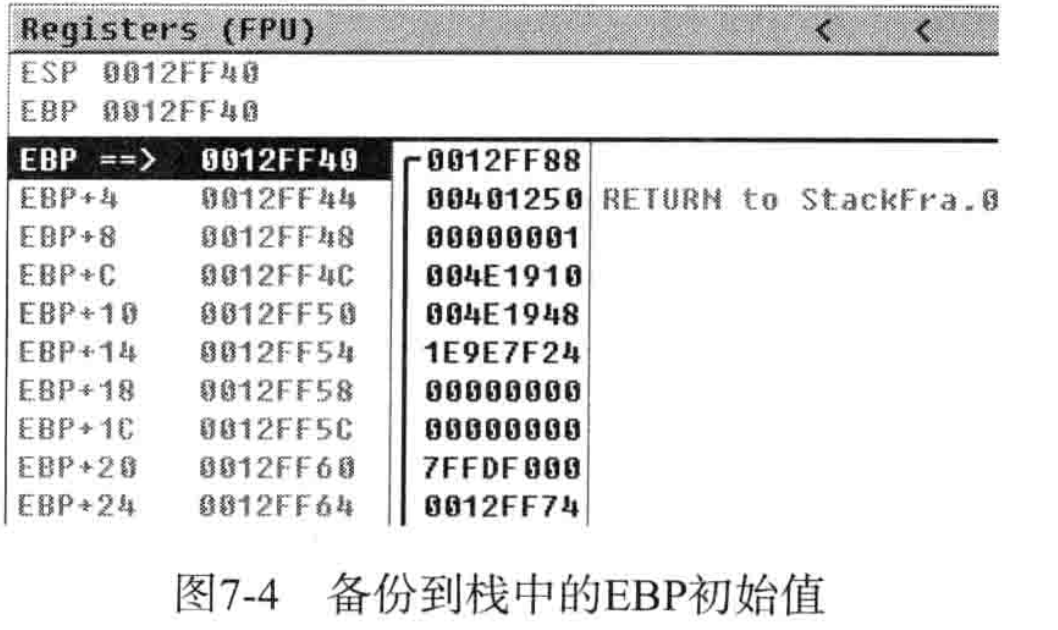 Registers (FPU) < <
ESP 0012FF40
EBP 0012FF40
EBP ==> 0012FF40 0012FF88
EBP+4 0012FF44 00401250 RETURN to StackFra.0
EBP+8 0012FF48 00000001
EBP+C 0012FF4C 004E1910
EBP+10 0012FF50 004E1948
EBP+14 0012FF54 1E9E7F24
EBP+18 0012FF58 00000000
EBP+1C 0012FF5C 00000000
EBP+20 0012FF60 7FFDF000
EBP+24 0012FF64 0012FF74
图7-4 备份到栈中的EBP初始值